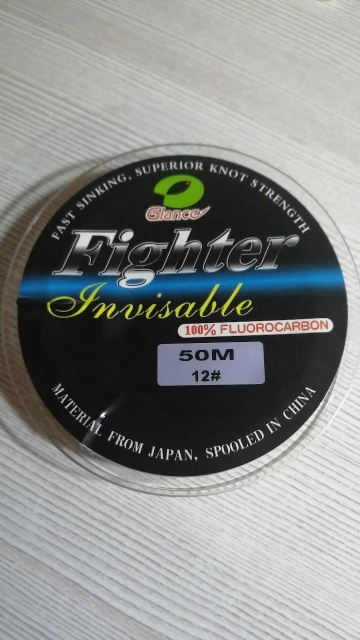 FAST SINKING, SUPERIOR KNOT STRENGTH
Glance
Fighter
Invisable
100% FLUOROCARBON
50M
12#
MATERIAL FROM JAPAN, SPOOLED IN CHINA